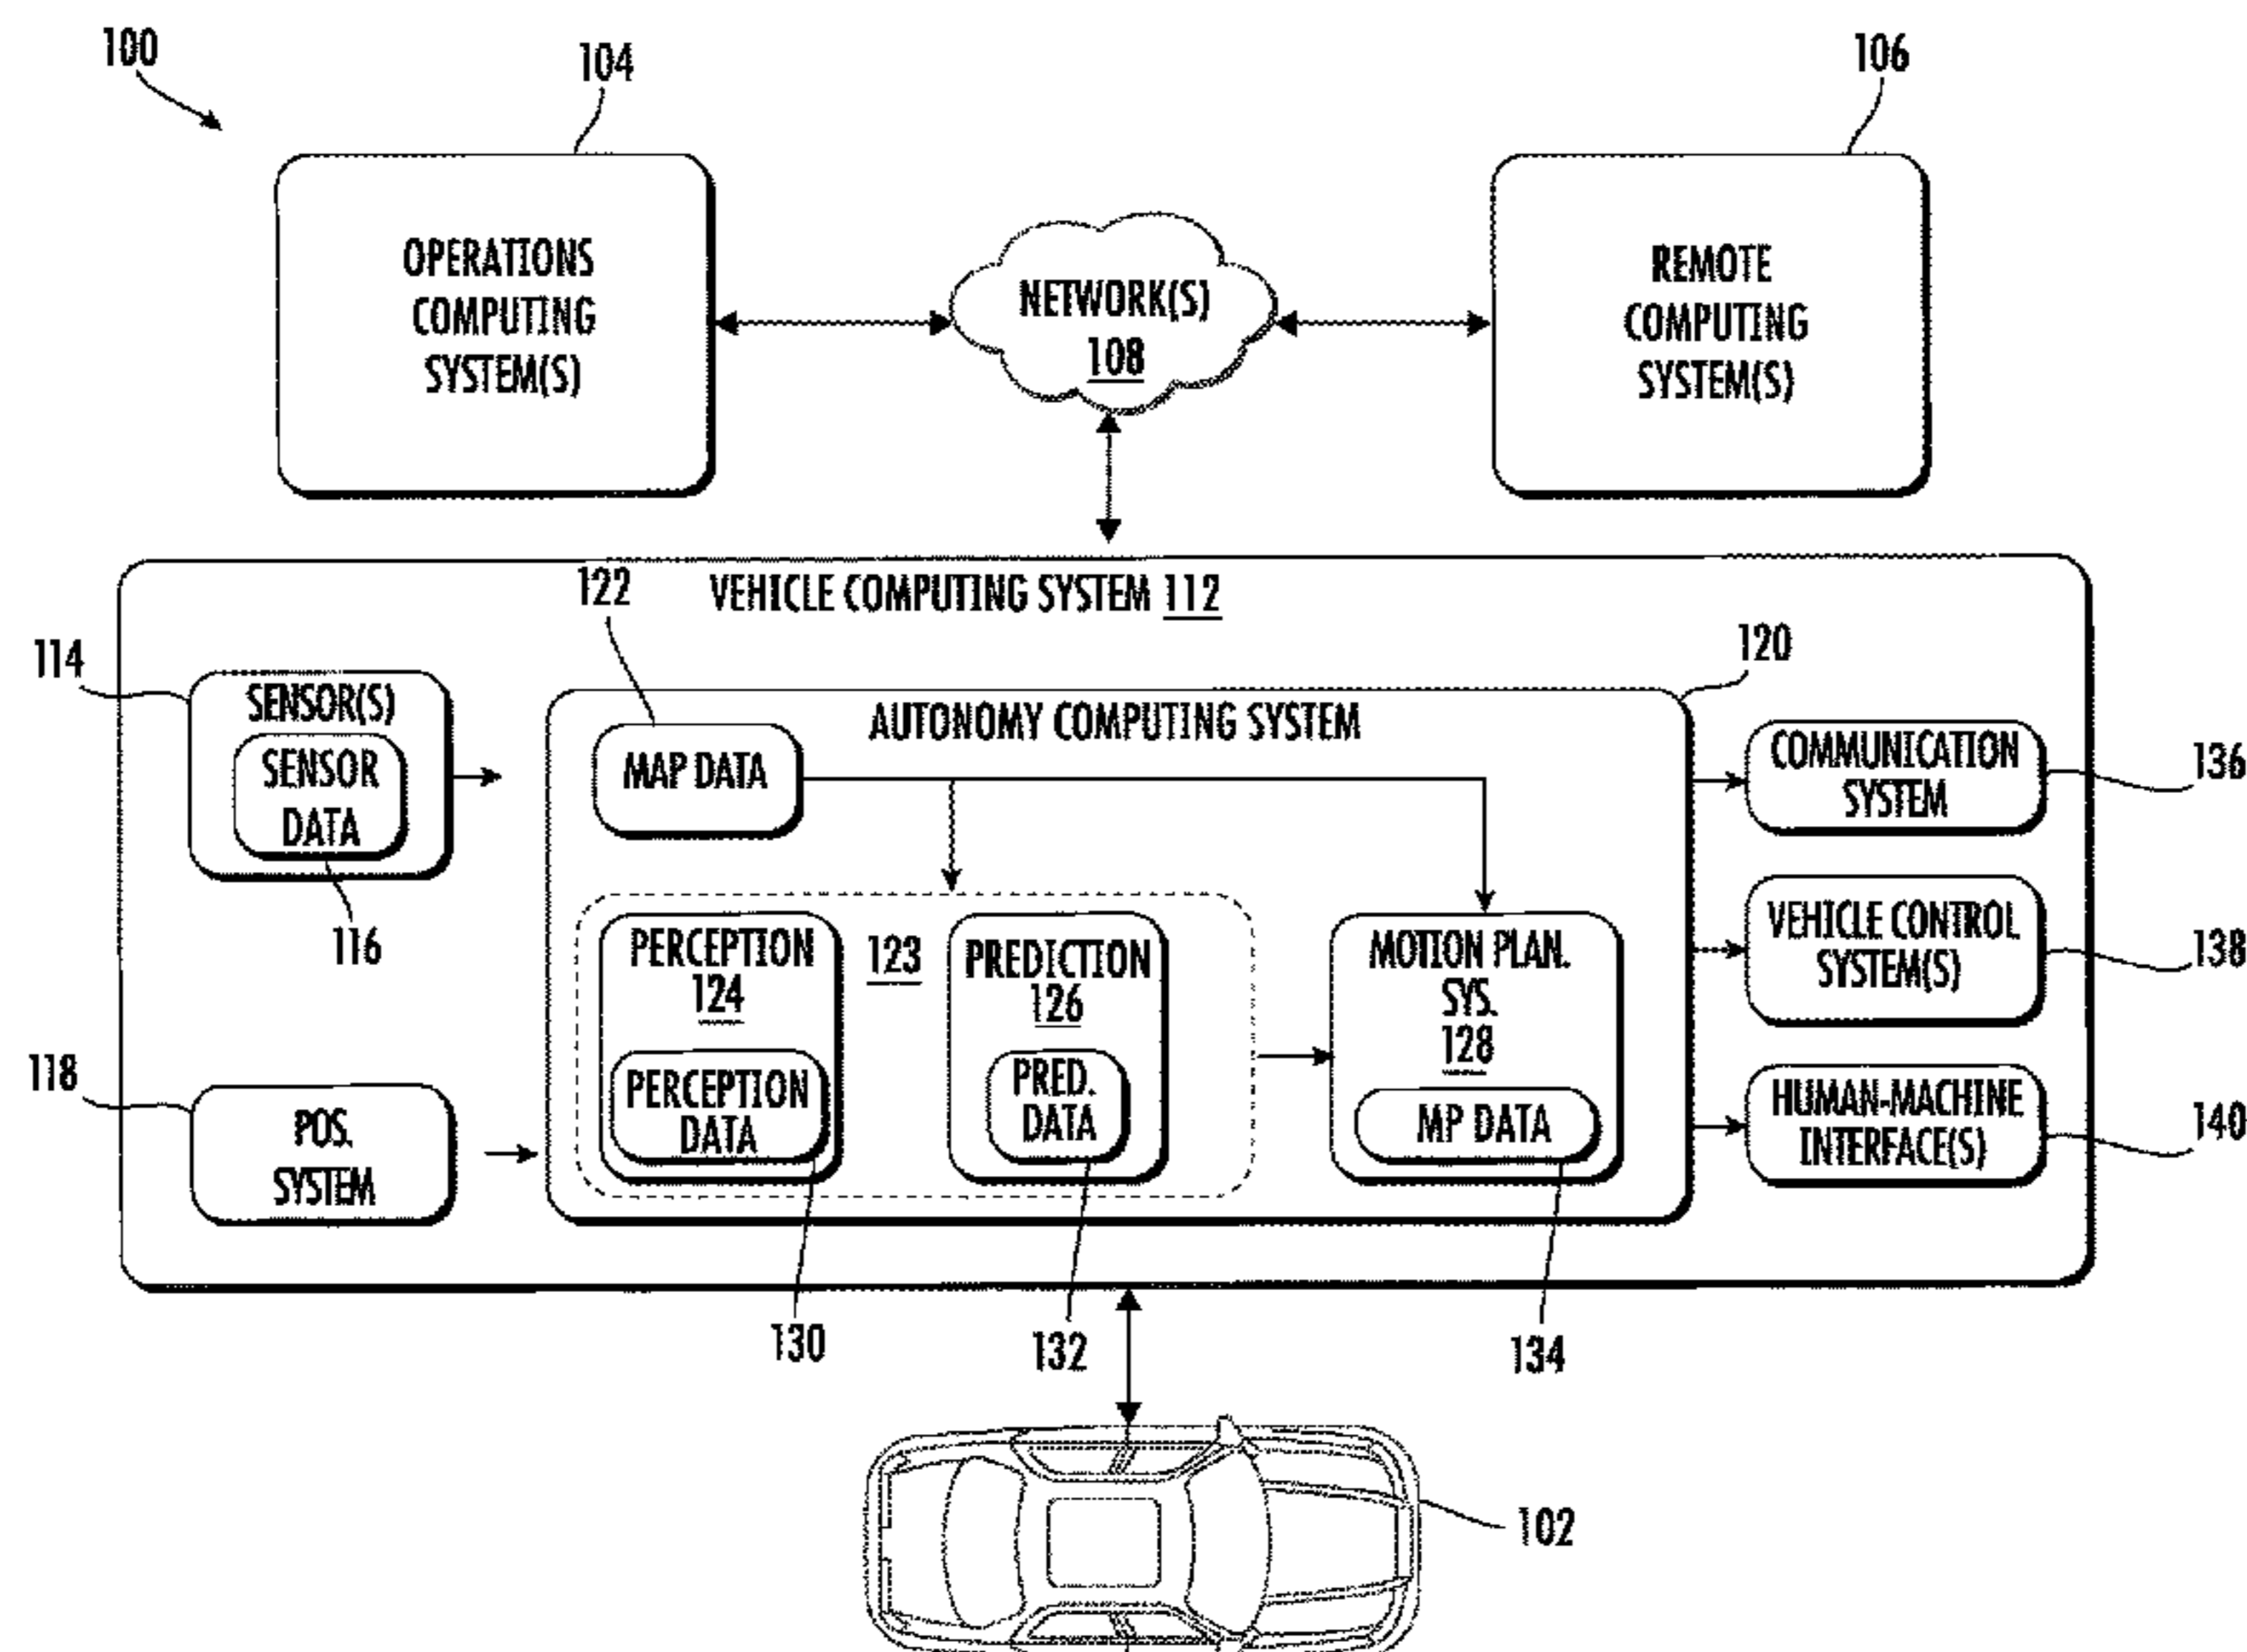 100
104
106
OPERATIONS
COMPUTING
SYSTEM(S)
NETWORK(S)
108
REMOTE
COMPUTING
SYSTEM(S)
VEHICLE COMPUTING SYSTEM 112
122
114
120
SENSOR(S)
SENSOR
DATA
116
AUTONOMY COMPUTING SYSTEM
MAP DATA
COMMUNICATION
SYSTEM
136
PERCEPTION
124
123
PREDICTION
126
MOTION PLAN.
SYS.
128
VEHICLE CONTROL
SYSTEM(S)
138
118
POS.
SYSTEM
PERCEPTION
DATA
PRED.
DATA
MP DATA
HUMAN-MACHINE
INTERFACE(S)
140
130
132
134
102